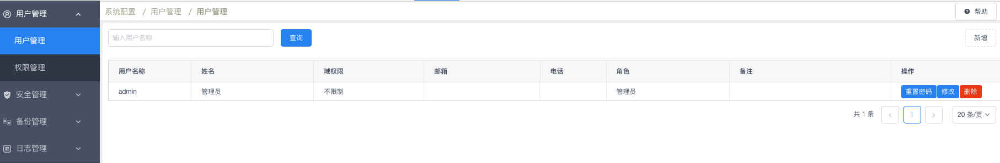 用户管理
用户管理
权限管理
安全管理
备份管理
日志管理
系统配置 / 用户管理 / 用户管理
帮助
输入用户名称
查询
新增
用户名称 姓名 域权限 邮箱 电话 角色 备注 操作
admin 管理员 不限制 管理员 重置密码 修改 删除
共 1 条 1 20 条/页